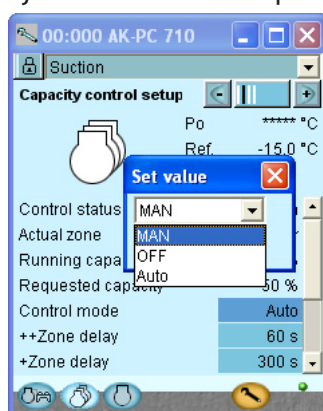 00:000 AK-PC 710
Suction
Capacity control setup
Po ***** °C
Ref. -15.0 °C
Set value
Control status
MAN
Actual zone
MAN
Running capa
OFF
Requested capacity 50 %
Auto
Control mode Auto
++Zone delay 60 s
+Zone delay 300 s